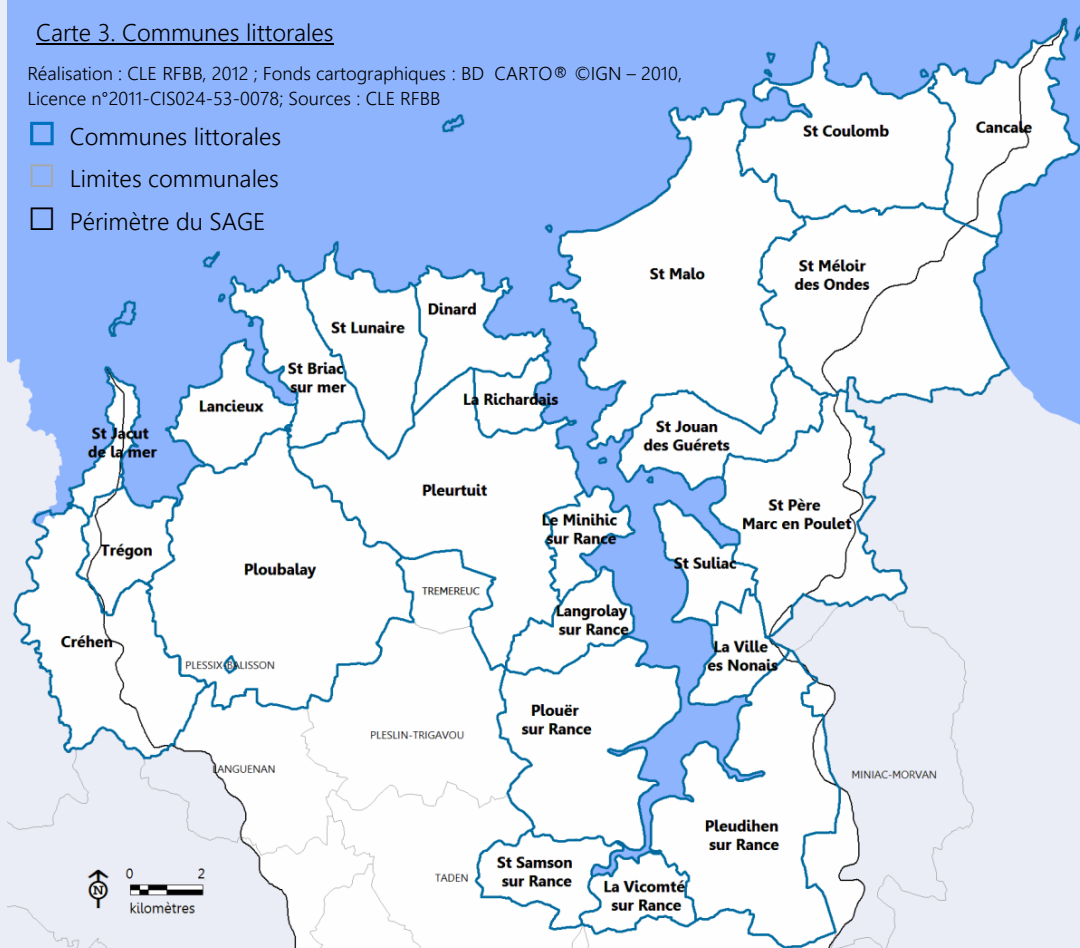 Carte 3. Communes littorales
Réalisation : CLE RFBB, 2012 ; Fonds cartographiques : BD CARTO® ©IGN – 2010,
Licence n°2011-CIS024-53-0078; Sources : CLE RFBB
Communes littorales
Limites communales
Périmètre du SAGE
St Coulomb
Cancale
St Malo
St Méloir
des Ondes
Dinard
St Lunaire
St Briac
sur mer
Lancieux
La Richardais
St Jacut
de la mer
St Jouan
des Guérets
Pleurtuit
St Père
Marc en Poulet
Le Minihic
sur Rance
Trégon
Ploubalay
St Suliac
TREMEREUC
Langrolay
sur Rance
Créhen
La Ville
es Nonais
PLESSIX-BALISSON
Plouër
sur Rance
PLESLIN-TRIGAVOU
LANGUENAN
MINIAC-MORVAN
Pleudihen
sur Rance
St Samson
sur Rance
TADEN
La Vicomté
sur Rance
N
0 2
kilomètres